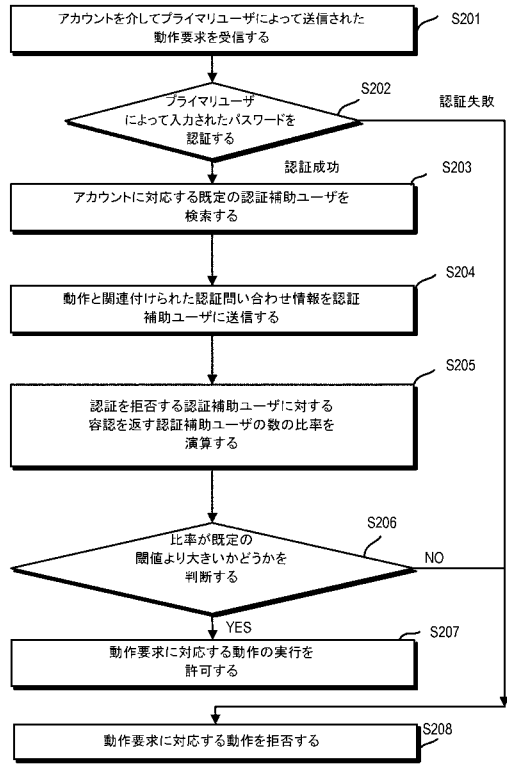 アカウントを介してプライマリユーザによって送信された
動作要求を受信する
S201
プライマリユーザ
によって入力されたパスワードを
認証する
S202
認証失敗
認証成功
S203
アカウントに対応する既定の認証補助ユーザを
検索する
S204
動作と関連付けられた認証問い合わせ情報を認証
補助ユーザに送信する
S205
認証を拒否する認証補助ユーザに対する
容認を返す認証補助ユーザの数の比率を
演算する
S206
比率が既定の
閾値より大きいかどうかを
判断する
NO
YES
S207
動作要求に対応する動作の実行を
許可する
S208
動作要求に対応する動作を拒否する